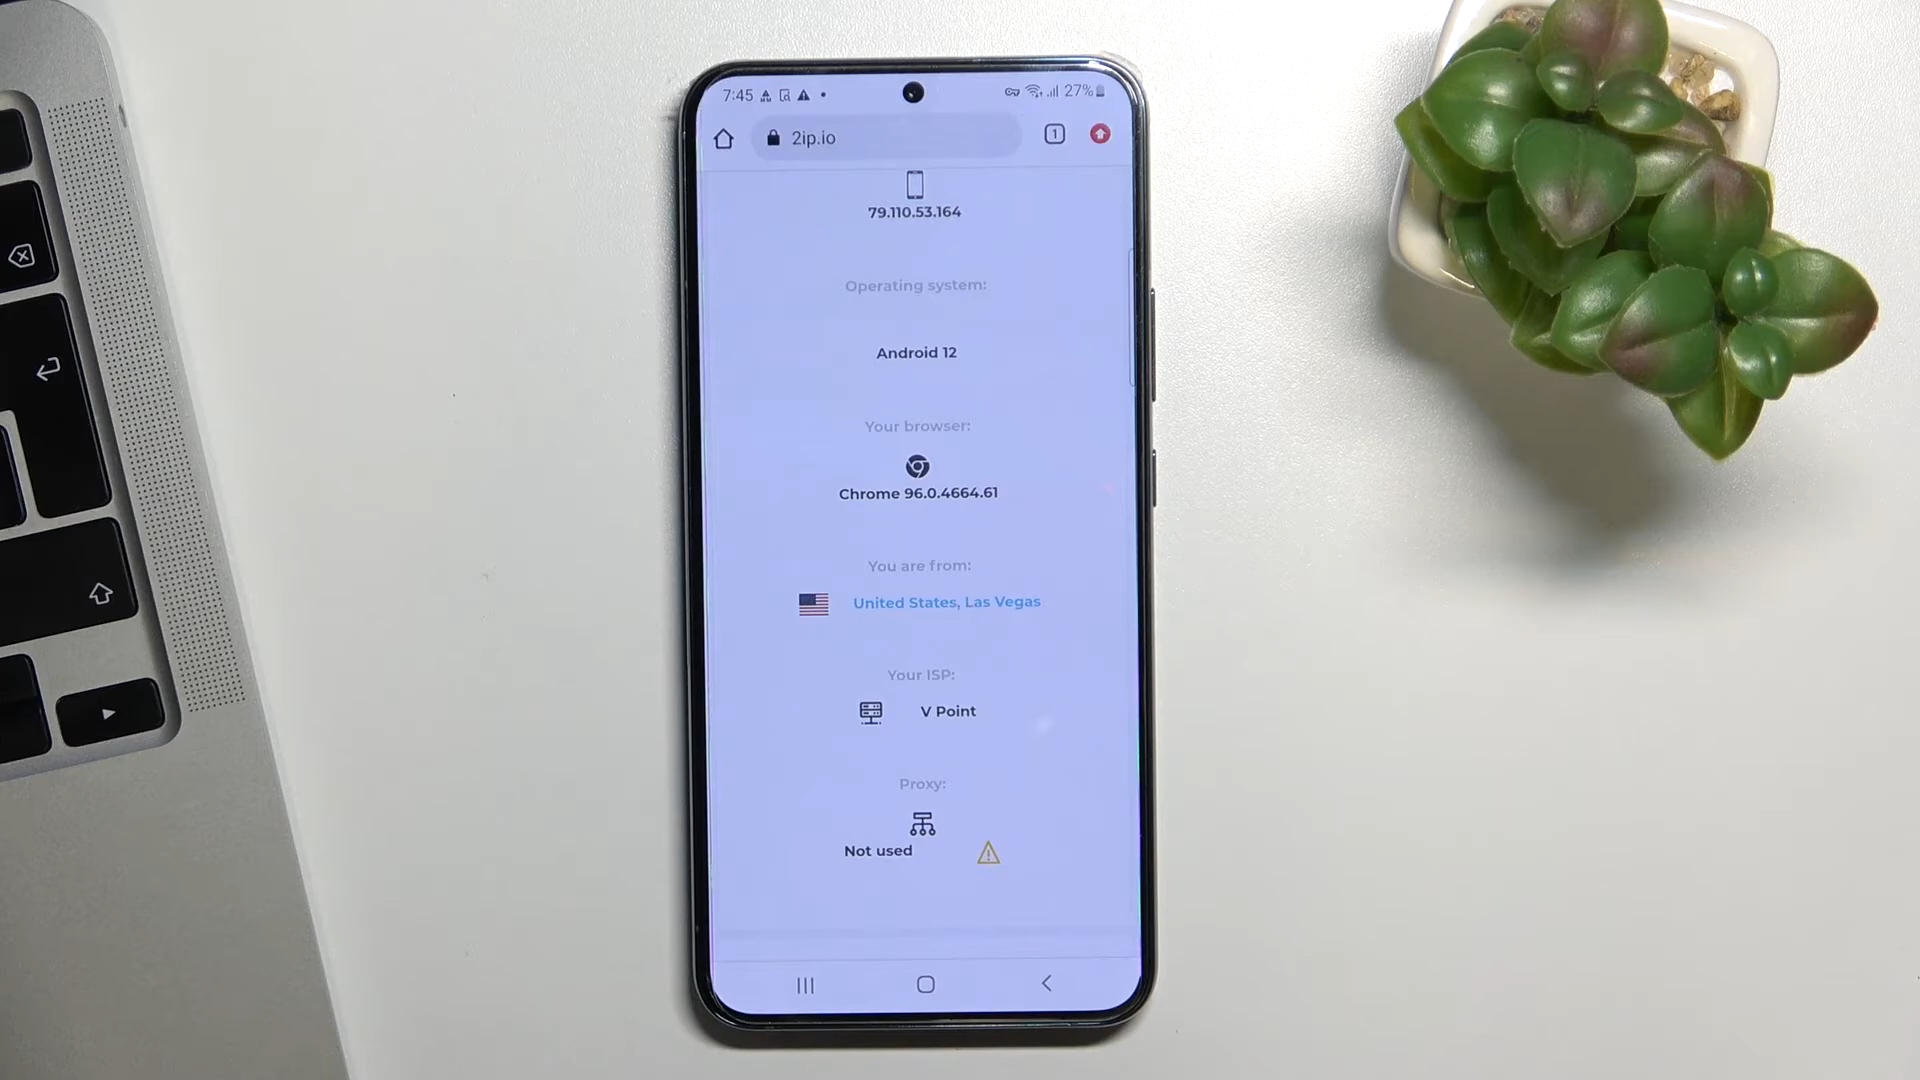 7:45
27%
2ip.io
1
79.110.53.164
Operating system:
Android 12
Your browser:
Chrome 96.0.4664.61
You are from:
United States, Las Vegas
Your ISP:
V Point
Proxy:
Not used